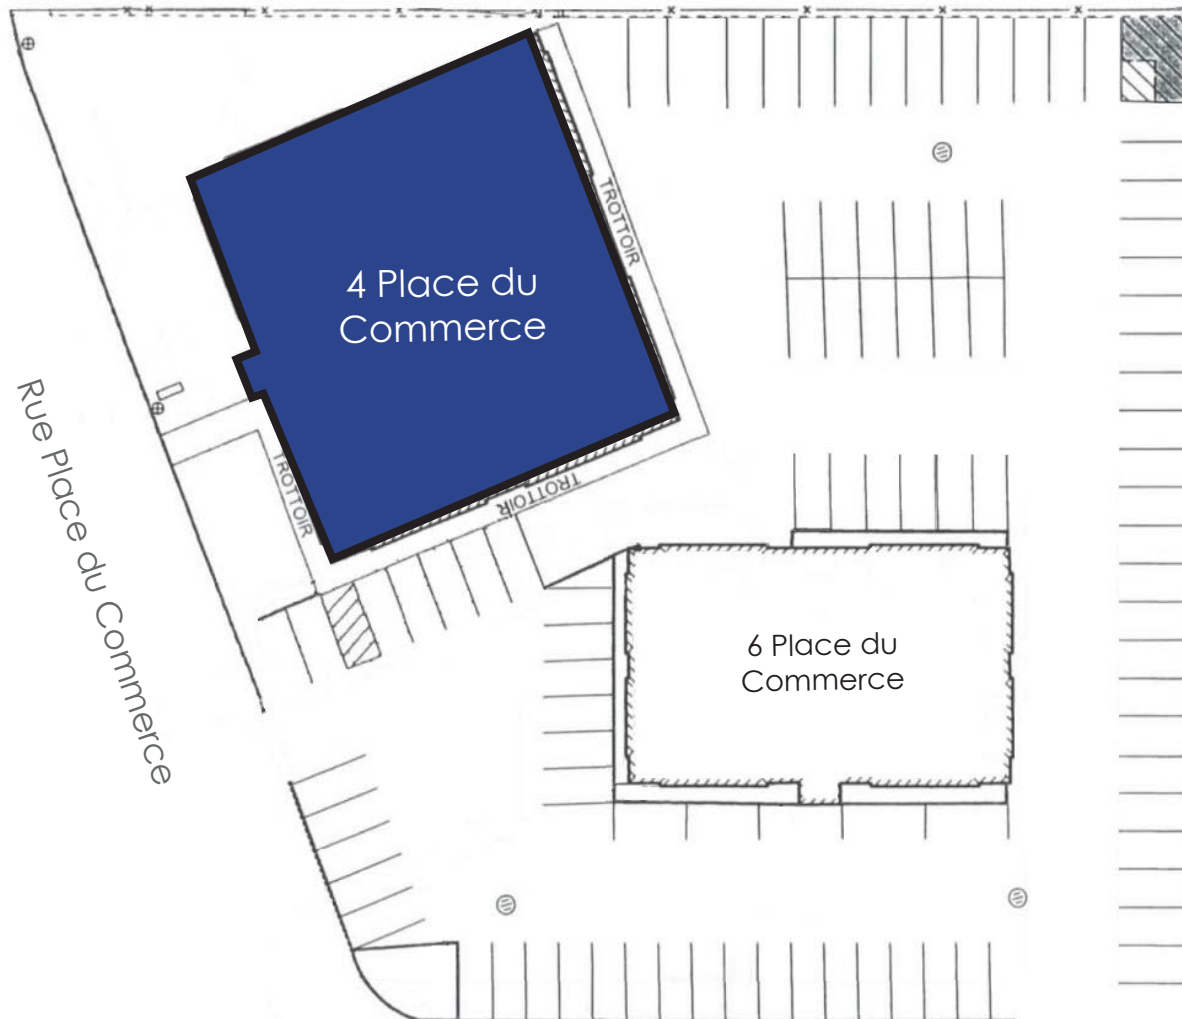 TROTTOIR
4 Place du
Commerce
Rue Place du Commerce
TROTTOIR
TROTTOIR
6 Place du
Commerce